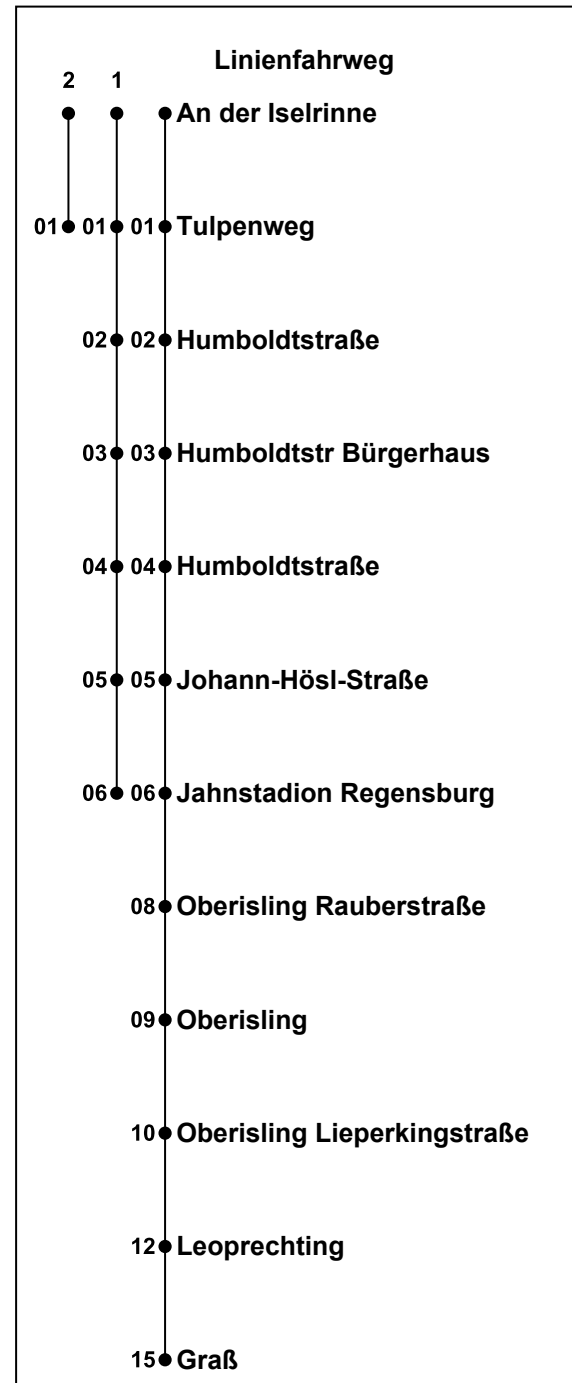 Linienfahrweg
2 1
An der Iselrinne
01 01 01 Tulpenweg
02 02 Humboldtstraße
03 03 Humboldtstr Bürgerhaus
04 04 Humboldtstraße
05 05 Johann-Hösl-Straße
06 06 Jahnstadion Regensburg
08 Oberisling Rauberstraße
09 Oberisling
10 Oberisling Lieperkingstraße
12 Leoprechting
15 Graß